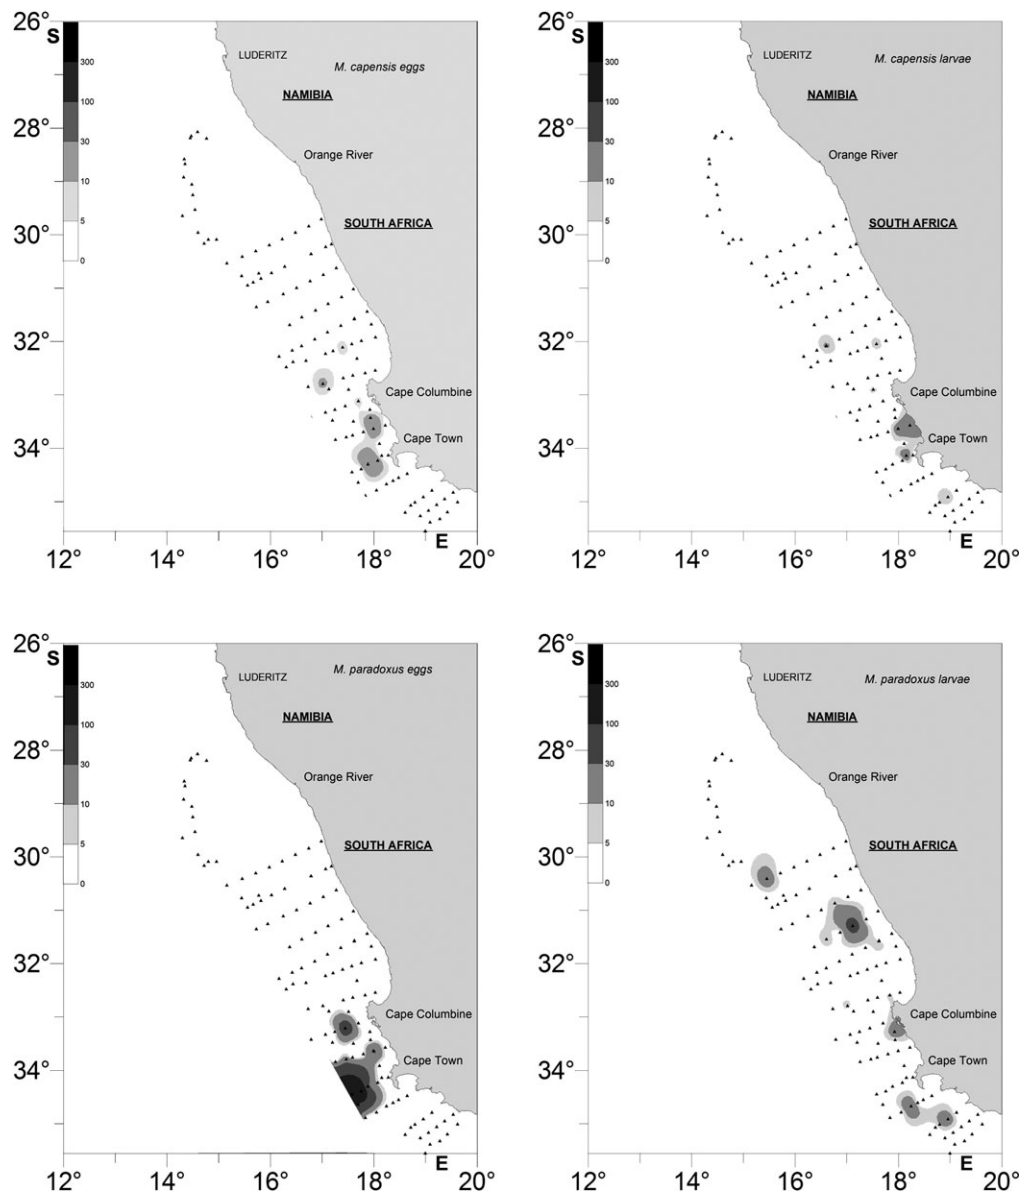 26°
S
300
100
30
10
5
0
LUDERITZ
M. capensis eggs
NAMIBIA
28°
Orange River
SOUTH AFRICA
30°
32°
Cape Columbine
34°
Cape Town
E
12° 14° 16° 18° 20°
26°
S
300
100
30
10
5
0
LUDERITZ
M. capensis larvae
NAMIBIA
28°
Orange River
SOUTH AFRICA
30°
32°
Cape Columbine
34°
Cape Town
E
12° 14° 16° 18° 20°
26°
S
300
100
30
10
5
0
LUDERITZ
M. paradoxus eggs
NAMIBIA
28°
Orange River
SOUTH AFRICA
30°
32°
Cape Columbine
34°
Cape Town
E
12° 14° 16° 18° 20°
26°
S
300
100
30
10
5
0
LUDERITZ
M. paradoxus larvae
NAMIBIA
28°
Orange River
SOUTH AFRICA
30°
32°
Cape Columbine
34°
Cape Town
E
12° 14° 16° 18° 20°